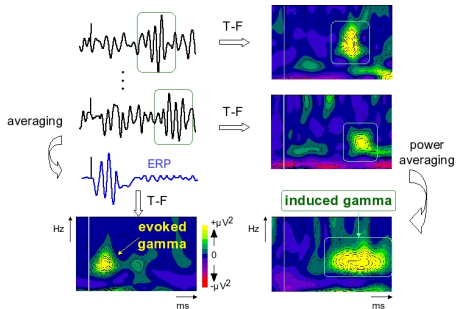 T-F
T-F
averaging
power
averaging
ERP
T-F
induced gamma
Hz
evoked
gamma
+µV²
0
-µV²
Hz
ms
ms